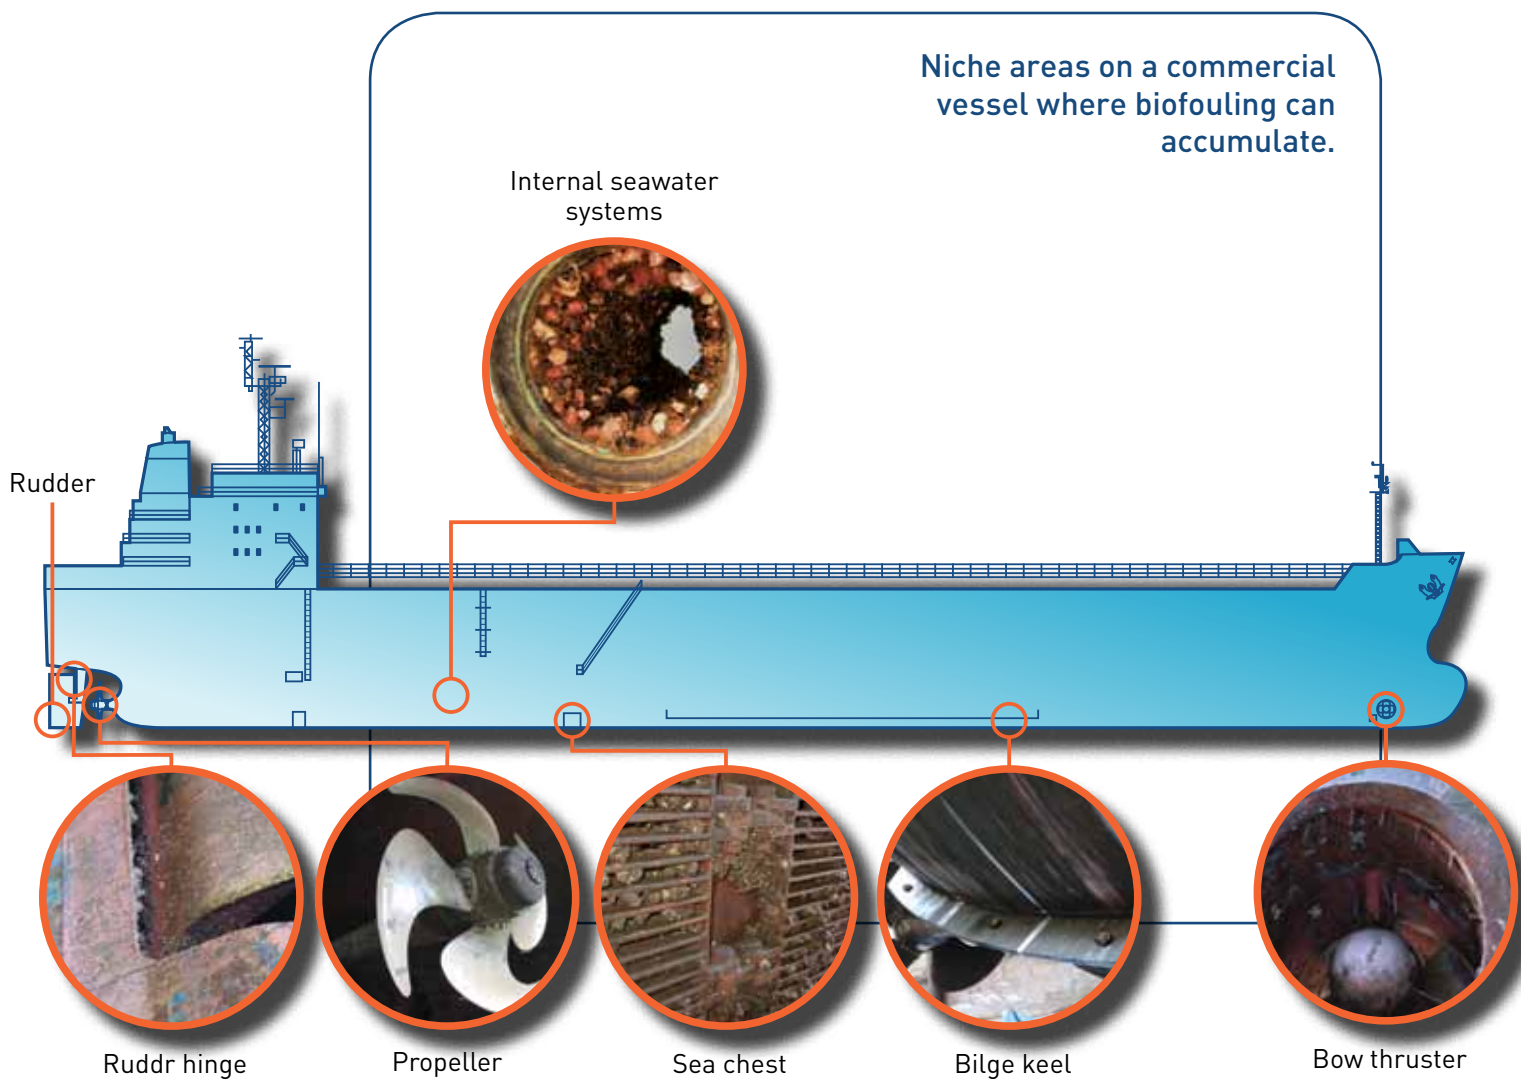 Niche areas on a commercial
vessel where biofouling can
accumulate.
Internal seawater
systems
Rudder
Ruddr hinge
Propeller
Sea chest
Bilge keel
Bow thruster